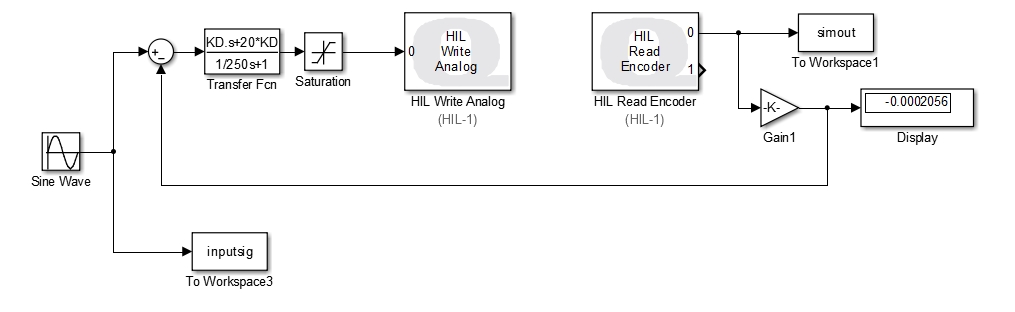 KD.s+20*KD
1/250s+1
Transfer Fcn
Saturation
0
HIL
Write
Analog
HIL Write Analog
(HIL-1)
HIL
Read
Encoder
0
1
HIL Read Encoder
(HIL-1)
simout
To Workspace1
-K-
Gain1
-0.0002056
Display
Sine Wave
inputsig
To Workspace3